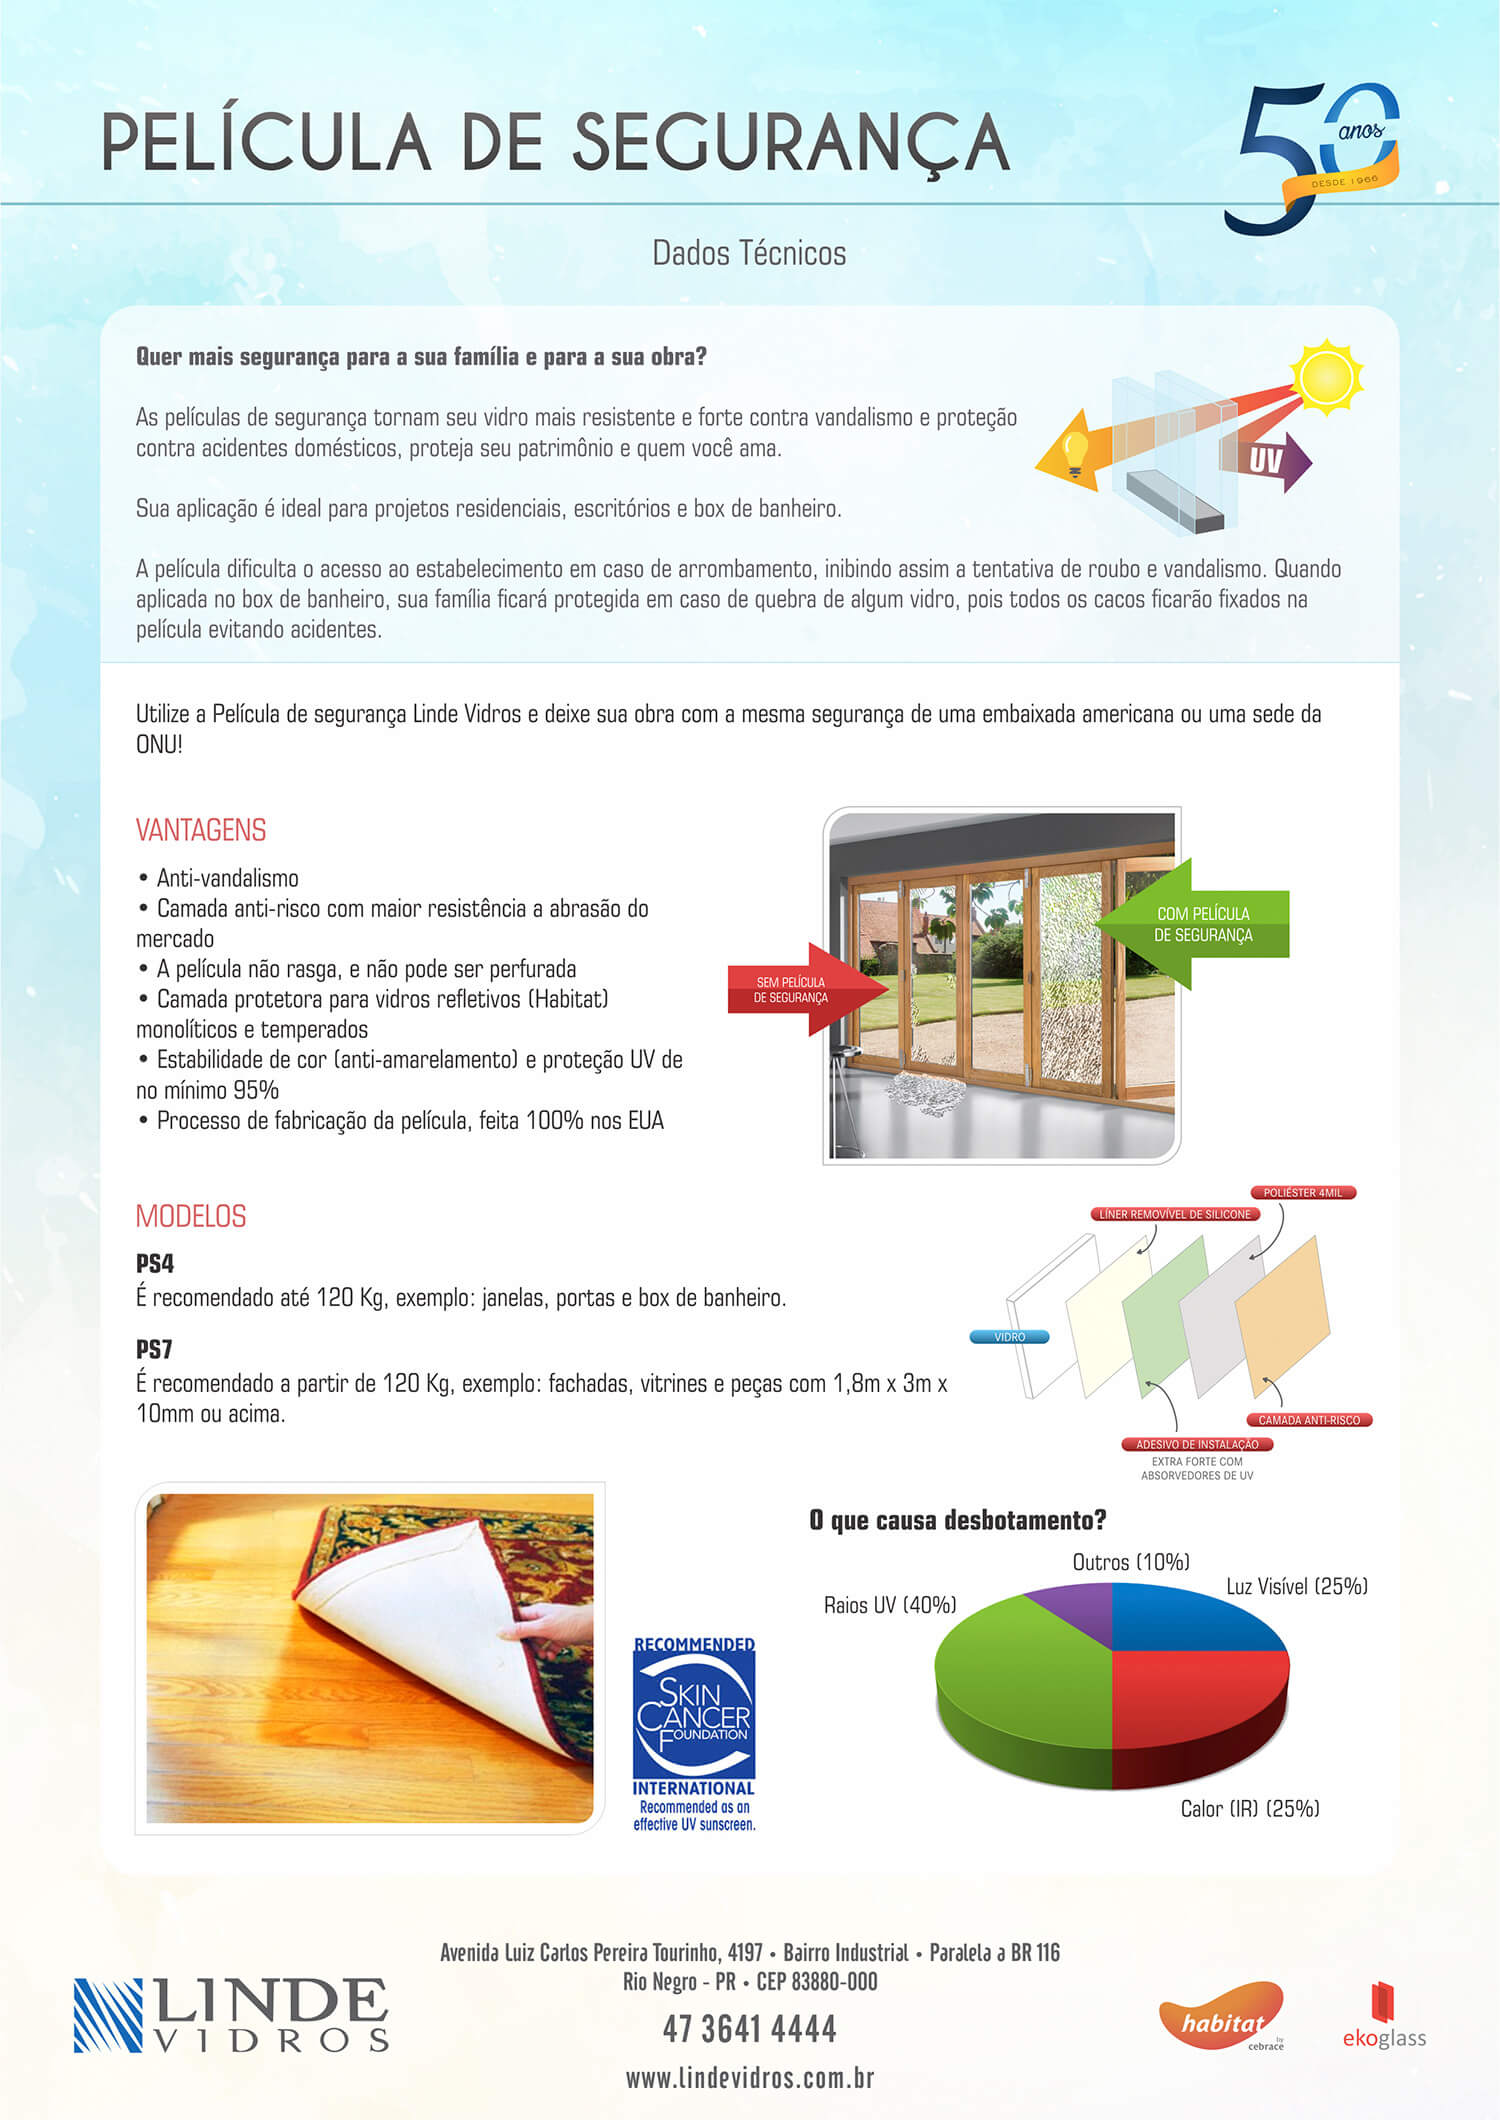 PELÍCULA DE SEGURANÇA
50
anos
DESDE 1966
Dados Técnicos
Quer mais segurança para a sua família e para a sua obra?
As películas de segurança tornam seu vidro mais resistente e forte contra vandalismo e proteção
contra acidentes domésticos, proteja seu patrimônio e quem você ama.
UV
Sua aplicação é ideal para projetos residenciais, escritórios e box de banheiro.
A película dificulta o acesso ao estabelecimento em caso de arrombamento, inibindo assim a tentativa de roubo e vandalismo. Quando
aplicada no box de banheiro, sua família ficará protegida em caso de quebra de algum vidro, pois todos os cacos ficarão fixados na
película evitando acidentes.
Utilize a Película de segurança Linde Vidros e deixe sua obra com a mesma segurança de uma embaixada americana ou uma sede da
ONU!
VANTAGENS
• Anti-vandalismo
• Camada anti-risco com maior resistência a abrasão do
mercado
• A película não rasga, e não pode ser perfurada
• Camada protetora para vidros refletivos (Habitat)
monolíticos e temperados
• Estabilidade de cor (anti-amarelamento) e proteção UV de
no mínimo 95%
• Processo de fabricação da película, feita 100% nos EUA
COM PELÍCULA
DE SEGURANÇA
SEM PELÍCULA
DE SEGURANÇA
MODELOS
PS4
É recomendado até 120 Kg, exemplo: janelas, portas e box de banheiro.
PS7
É recomendado a partir de 120 Kg, exemplo: fachadas, vitrines e peças com 1,8m x 3m x
10mm ou acima.
POLIÉSTER 4MIL
LÍNER REMOVÍVEL DE SILICONE
VIDRO
CAMADA ANTI-RISCO
ADESIVO DE INSTALAÇÃO
EXTRA FORTE COM
ABSORVEDORES DE UV
RECOMMENDED
SKIN
CANCER
FOUNDATION
INTERNATIONAL
Recommended as an
effective UV sunscreen.
O que causa desbotamento?
Outros (10%)
Luz Visível (25%)
Raios UV (40%)
Calor (IR) (25%)
LINDE
VIDROS
Avenida Luiz Carlos Pereira Tourinho, 4197 • Bairro Industrial • Paralela a BR 116
Rio Negro - PR • CEP 83880-000
47 3641 4444
www.lindevidros.com.br
habitat
by
cebrace
ekoglass